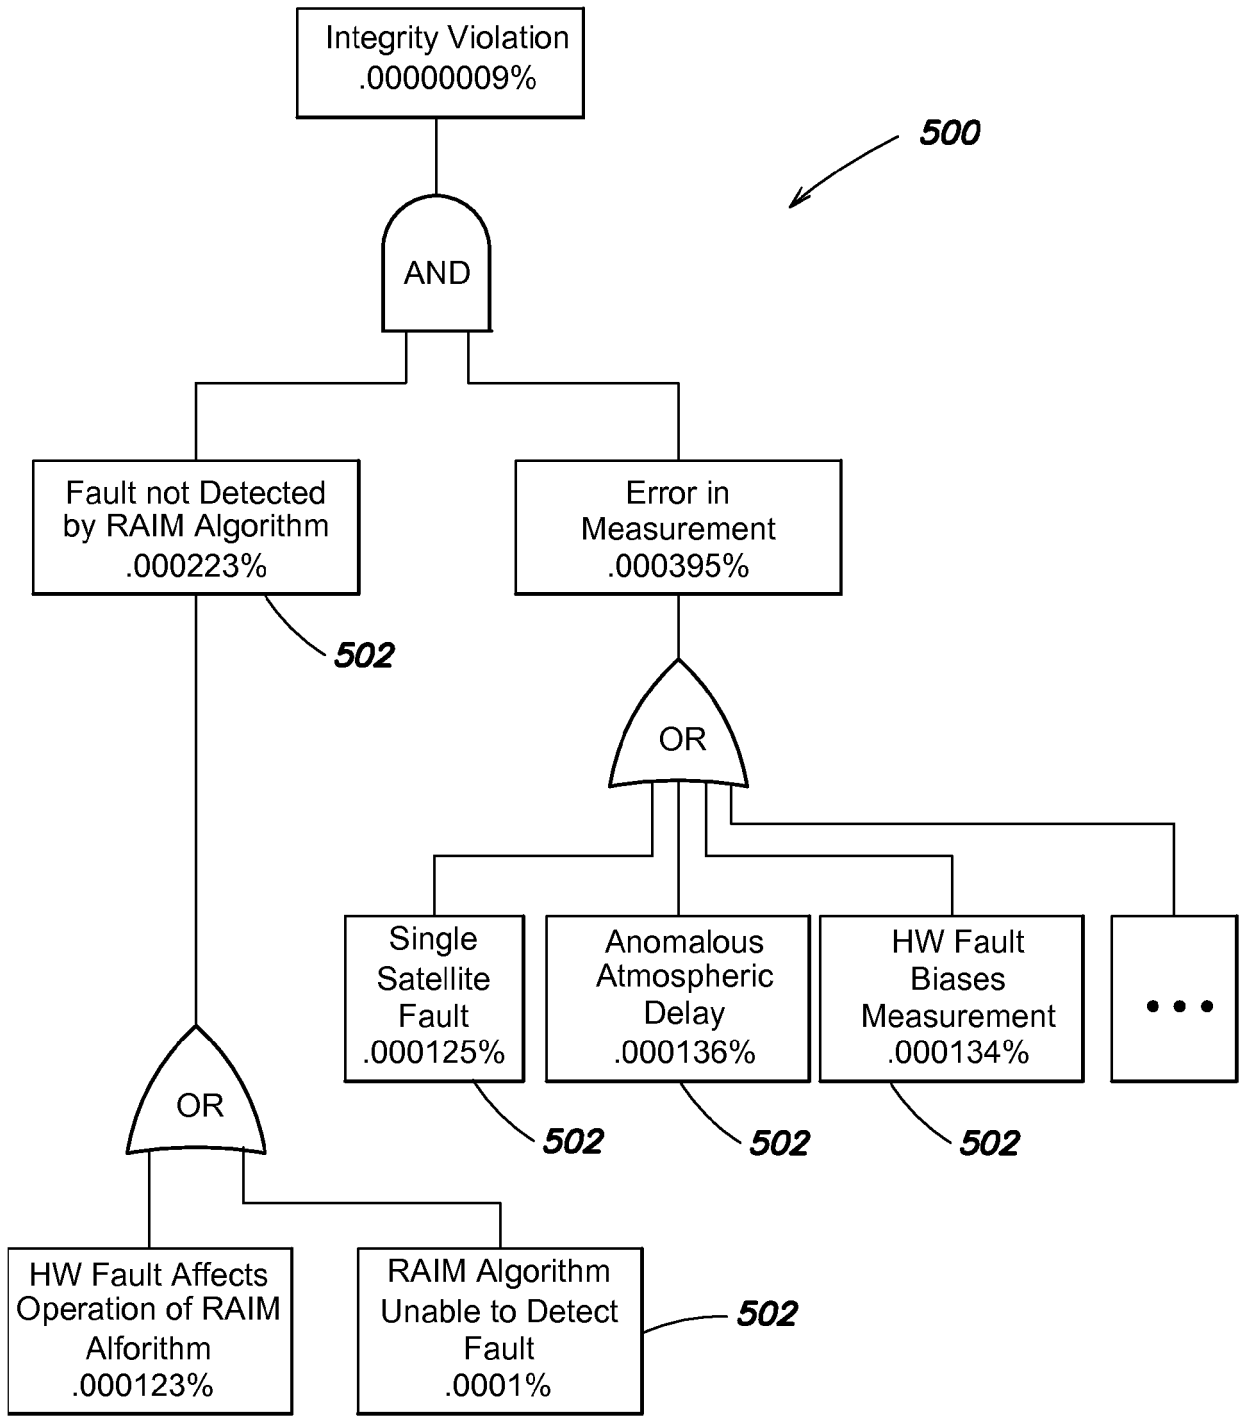 Integrity Violation
.00000009%
500
AND
Fault not Detected
by RAIM Algorithm
.000223%
502
Error in
Measurement
.000395%
OR
Single
Satellite
Fault
.000125%
502
Anomalous
Atmospheric
Delay
.000136%
502
HW Fault
Biases
Measurement
.000134%
502
•••
OR
HW Fault Affects
Operation of RAIM
Alforithm
.000123%
RAIM Algorithm
Unable to Detect
Fault
.0001%
502